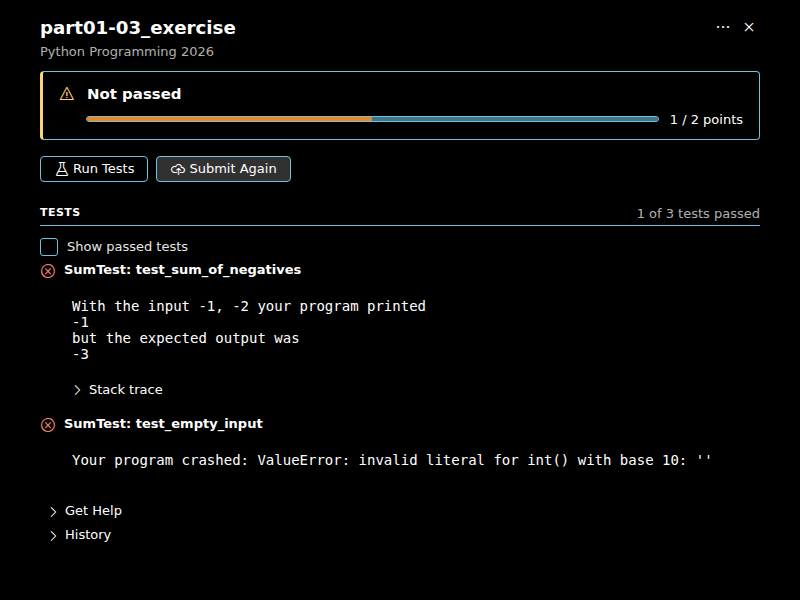 part01-03_exercise
Python Programming 2026
Not passed
1 / 2 points
Run Tests
Submit Again
TESTS
1 of 3 tests passed
Show passed tests
SumTest: test_sum_of_negatives
With the input -1, -2 your program printed
-1
but the expected output was
-3
Stack trace
SumTest: test_empty_input
Your program crashed: ValueError: invalid literal for int() with base 10: ''
Get Help
History